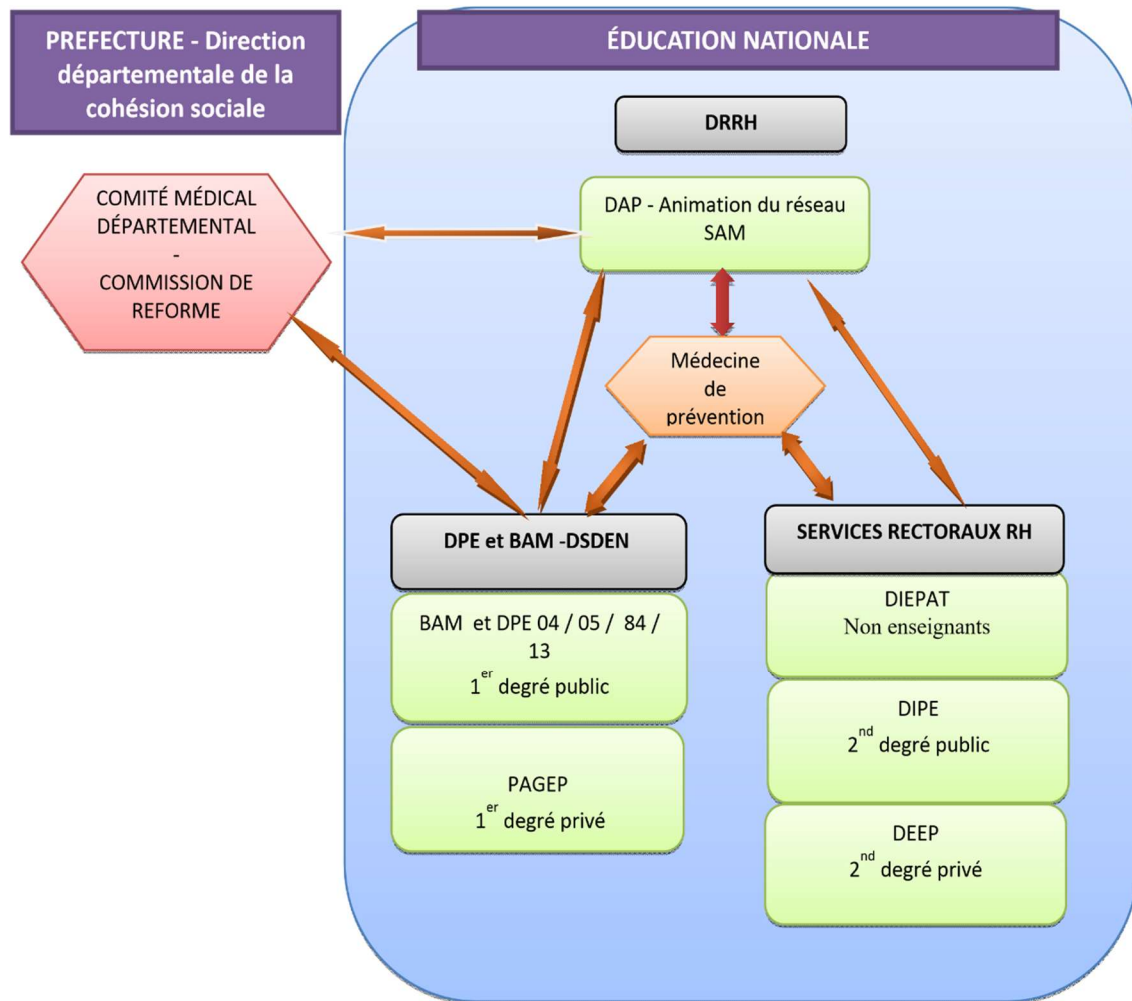 PREFECTURE - Direction
départementale de la
cohésion sociale
ÉDUCATION NATIONALE
DRRH
DAP - Animation du réseau
SAM
COMITÉ MÉDICAL
DÉPARTEMENTAL
-
COMMISSION DE
REFORME
Médecine
de
prévention
DPE et BAM -DSDEN
BAM et DPE 04 / 05 / 84 /
13
1er degré public
PAGEP
1er degré privé
SERVICES RECTORAUX RH
DIEPAT
Non enseignants
DIPE
2nd degré public
DEEP
2nd degré privé